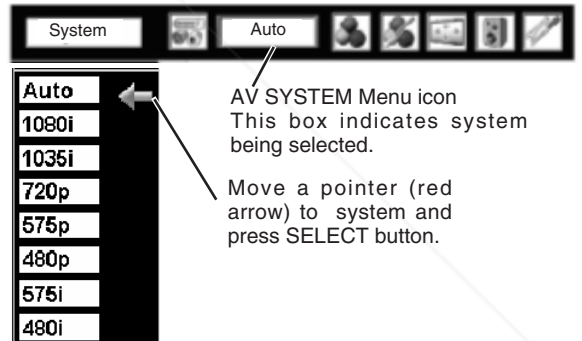 System
Auto
Auto
1080i
1035i
720p
575p
480p
575i
480i
AV SYSTEM Menu icon
This box indicates system
being selected.
Move a pointer (red
arrow) to system and
press SELECT button.